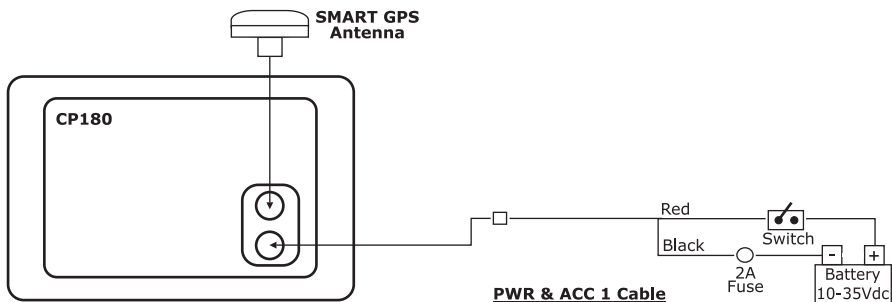 SMART GPS
Antenna
CP180
Red
Switch
Black
2A
Fuse
- +
Battery
10-35Vdc
PWR & ACC 1 Cable